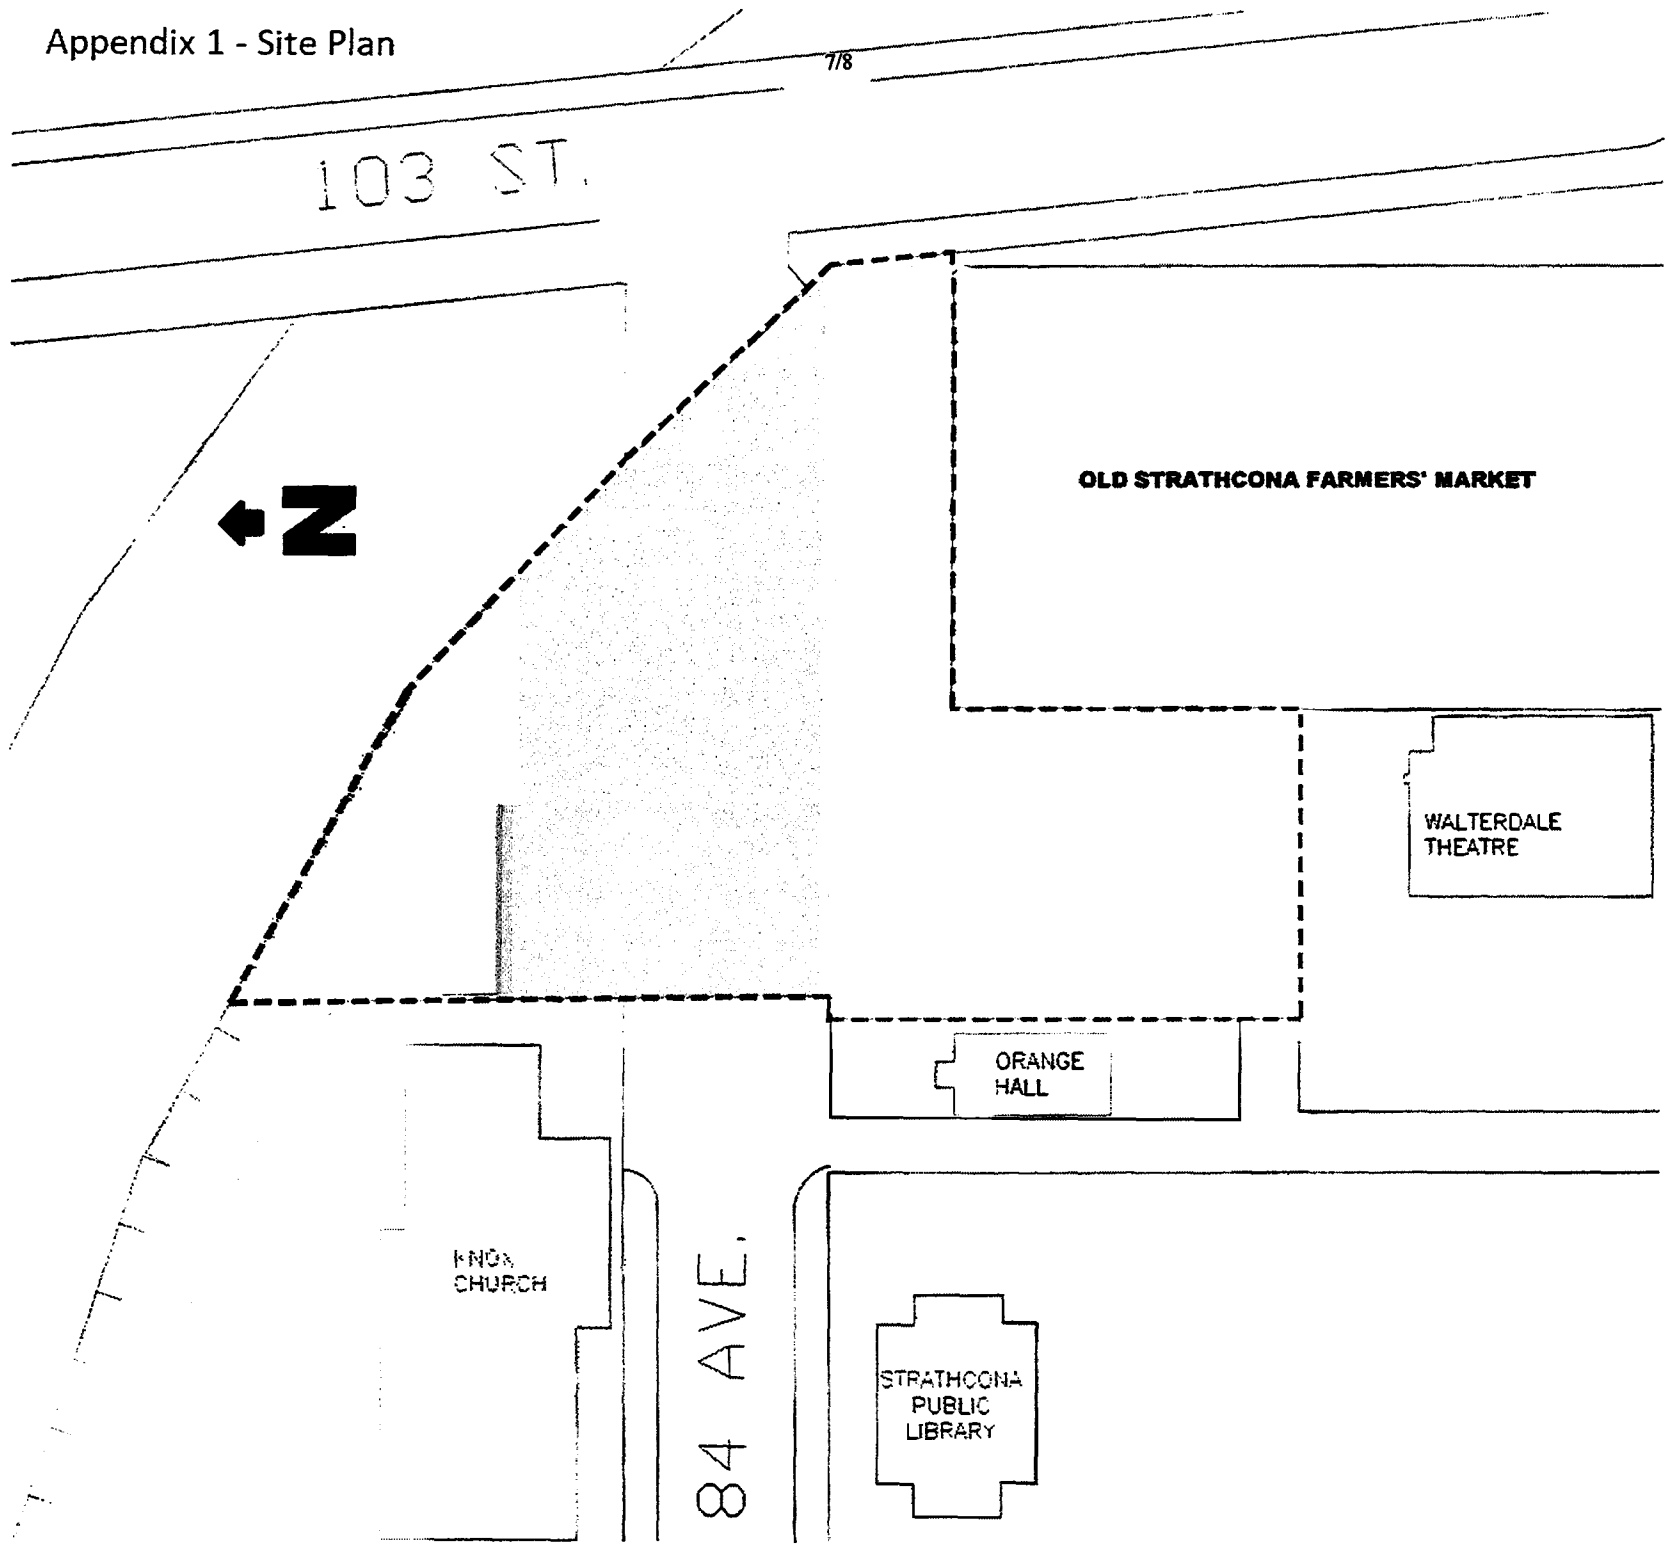 Appendix 1 - Site Plan
7/8
103 ST.
N
OLD STRATHCONA FARMERS' MARKET
WALTERDALE
THEATRE
ORANGE
HALL
KNOX
CHURCH
84 AVE.
STRATHCONA
PUBLIC
LIBRARY